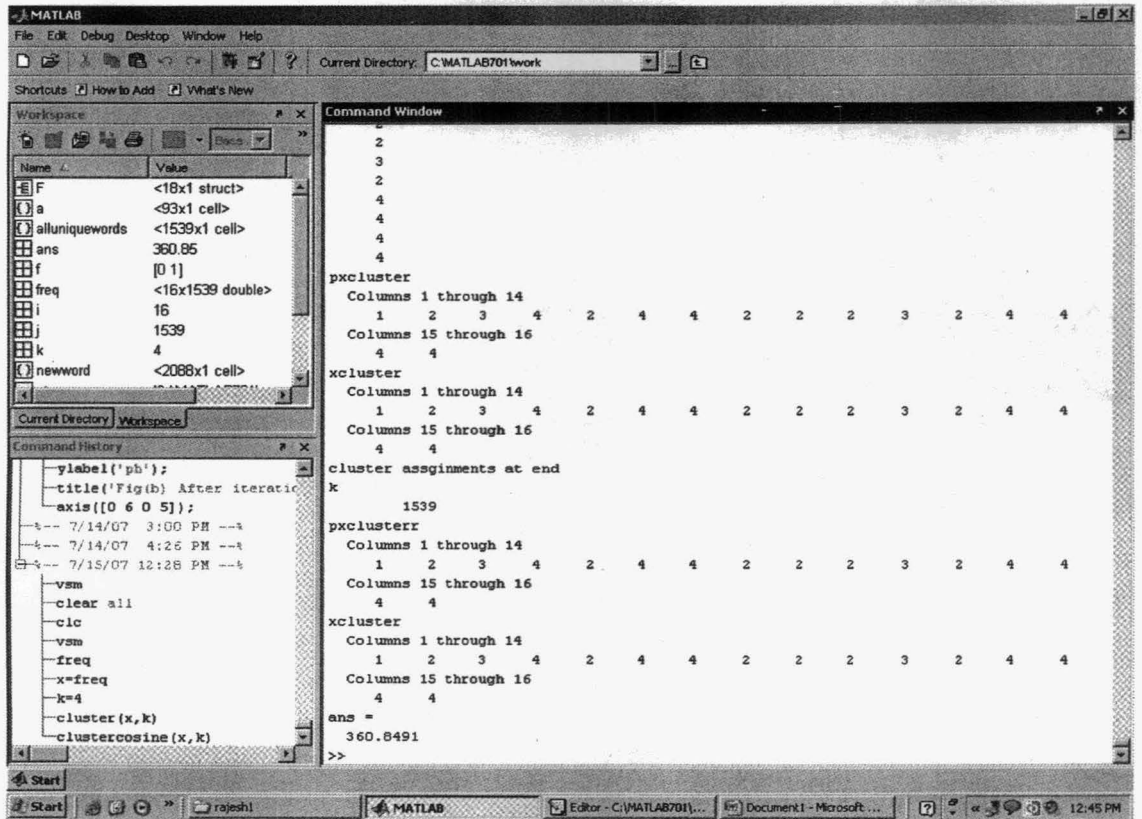 MATLAB
File Edit Debug Desktop Window Help
Current Directory: C:\MATLAB701\work
Shortcuts How to Add What's New
Workspace
Base
Name Value
F <18x1 struct>
a <93x1 cell>
alluniquewords <1539x1 cell>
ans 360.85
f [0 1]
freq <16x1539 double>
i 16
j 1539
k 4
newword <2088x1 cell>
Current Directory Workspace
Command History
ylabel('ph');
title('Fig(b) After iteratio
axis([0 6 0 5]);
%-- 7/14/07 3:00 PM --%
%-- 7/14/07 4:26 PM --%
%-- 7/15/07 12:28 PM --%
vsm
clear all
clc
vsm
freq
x=freq
k=4
cluster(x,k)
clustercosine(x,k)
Command Window
2
3
2
4
4
4
4
pxcluster
Columns 1 through 14
1 2 3 4 2 4 4 2 2 2 3 2 4 4
Columns 15 through 16
4 4
xcluster
Columns 1 through 14
1 2 3 4 2 4 4 2 2 2 3 2 4 4
Columns 15 through 16
4 4
cluster assginments at end
k
1539
pxclusterr
Columns 1 through 14
1 2 3 4 2 4 4 2 2 2 3 2 4 4
Columns 15 through 16
4 4
xcluster
Columns 1 through 14
1 2 3 4 2 4 4 2 2 2 3 2 4 4
Columns 15 through 16
4 4
ans =
360.8491
>>
Start
Start rajesh1 MATLAB Editor - C:\MATLAB701\... Document1 - Microsoft ... 12:45 PM